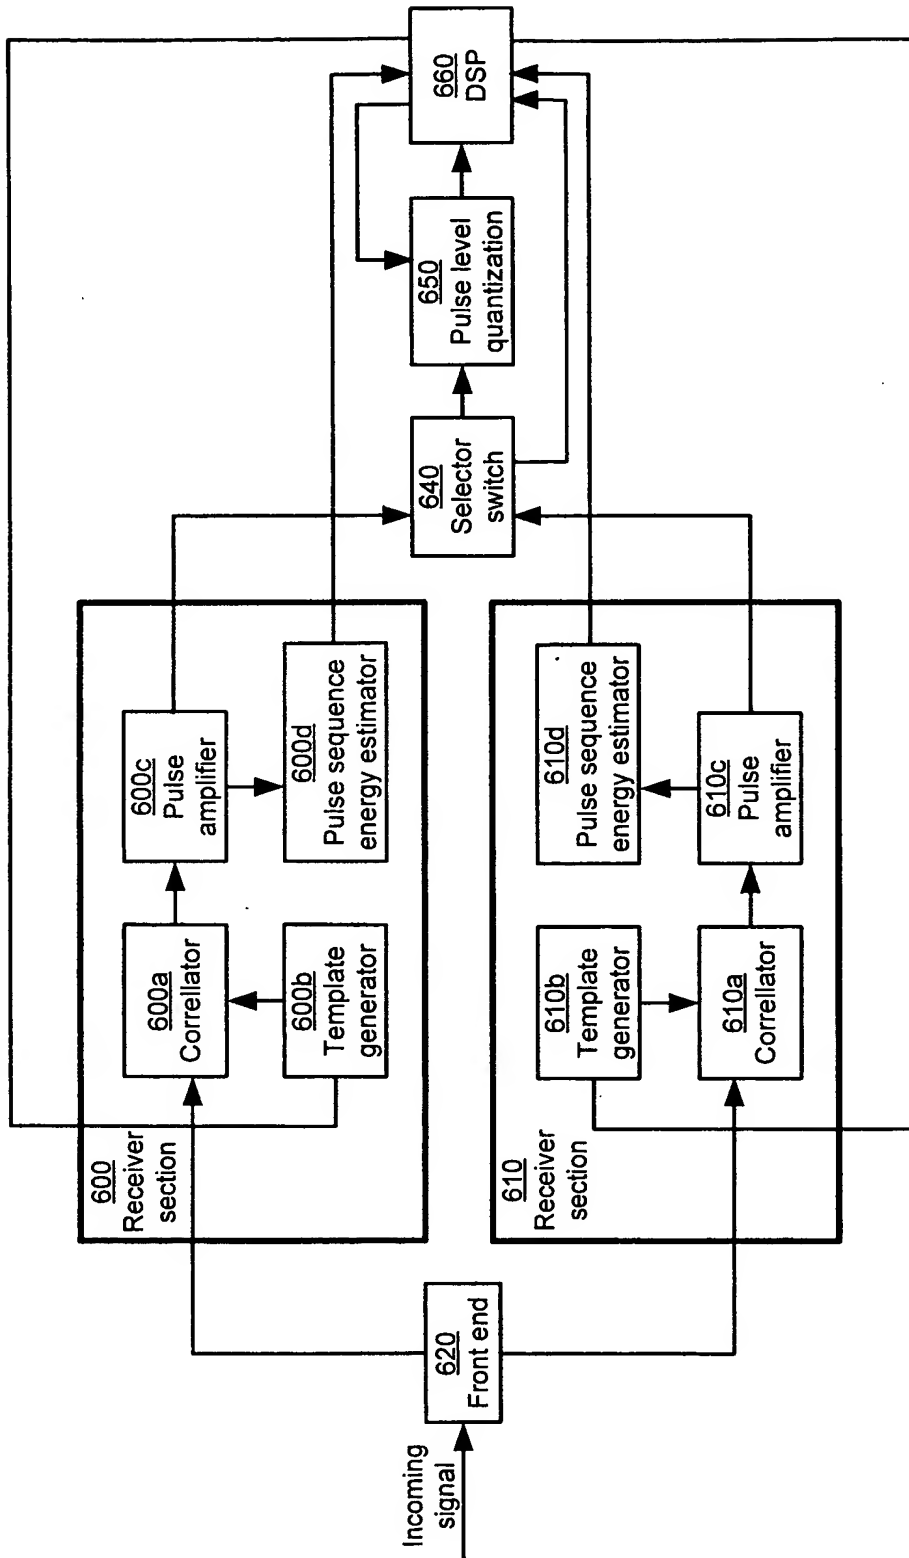 Incoming
signal
620
Front end
600
Receiver
section
600a
Correllator
600b
Template
generator
600c
Pulse
amplifier
600d
Pulse sequence
energy estimator
610
Receiver
section
610b
Template
generator
610a
Correllator
610d
Pulse sequence
energy estimator
610c
Pulse
amplifier
640
Selector
switch
650
Pulse level
quantization
660
DSP